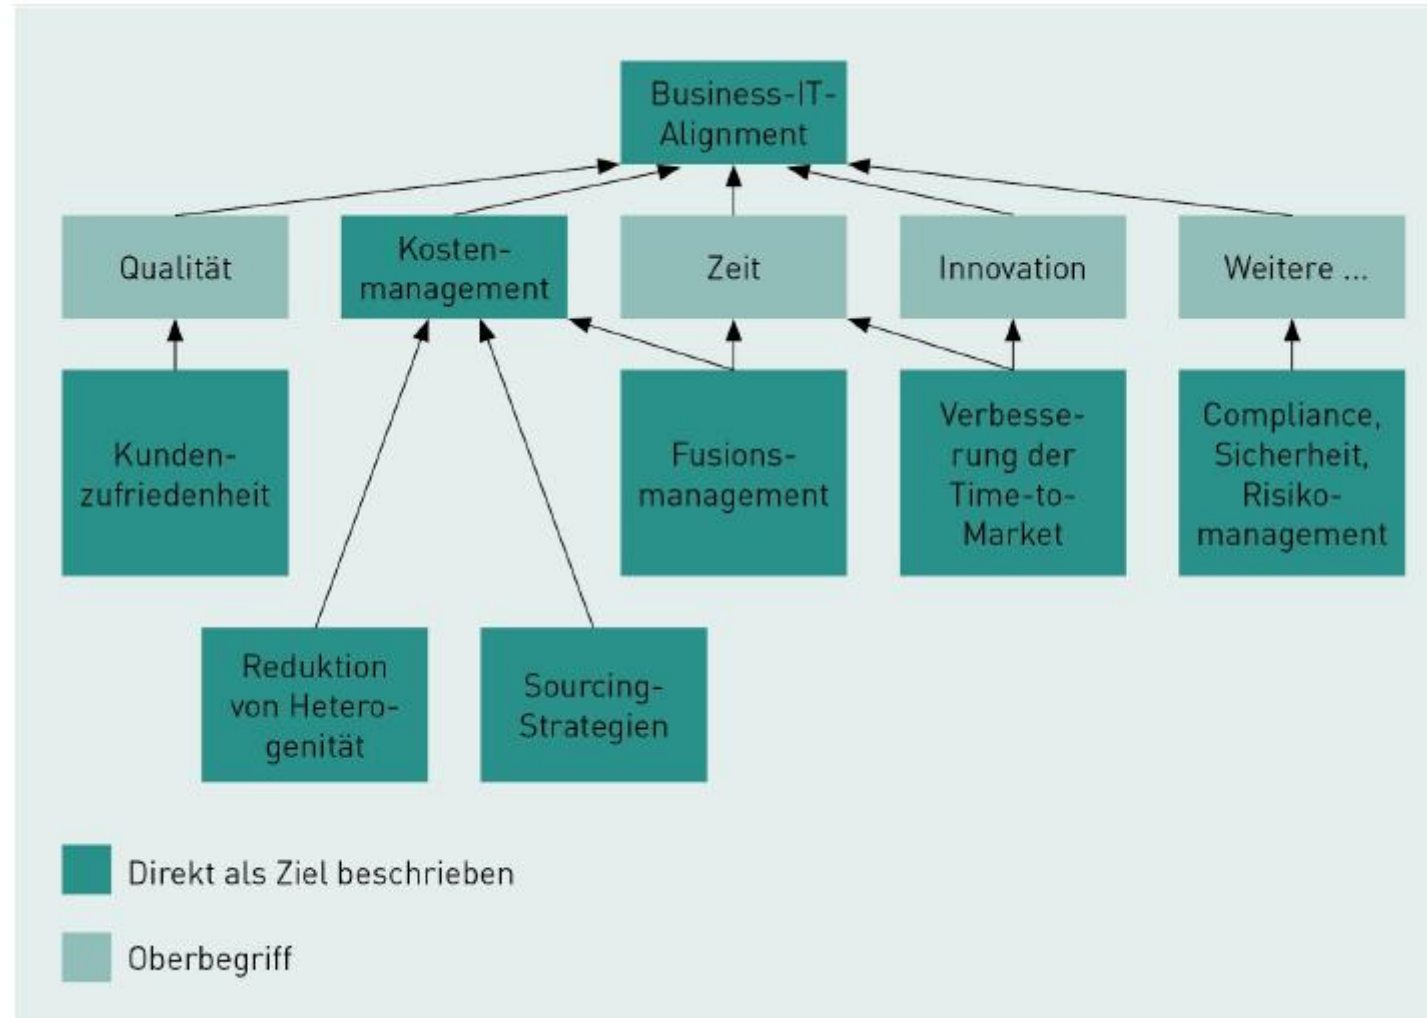 Business-IT-
Alignment
Qualität
Kosten-
management
Zeit
Innovation
Weitere ...
Kunden-
zufriedenheit
Fusions-
management
Verbesse-
rung der
Time-to-
Market
Compliance,
Sicherheit,
Risiko-
management
Reduktion
von Hetero-
genität
Sourcing-
Strategien
Direkt als Ziel beschrieben
Oberbegriff